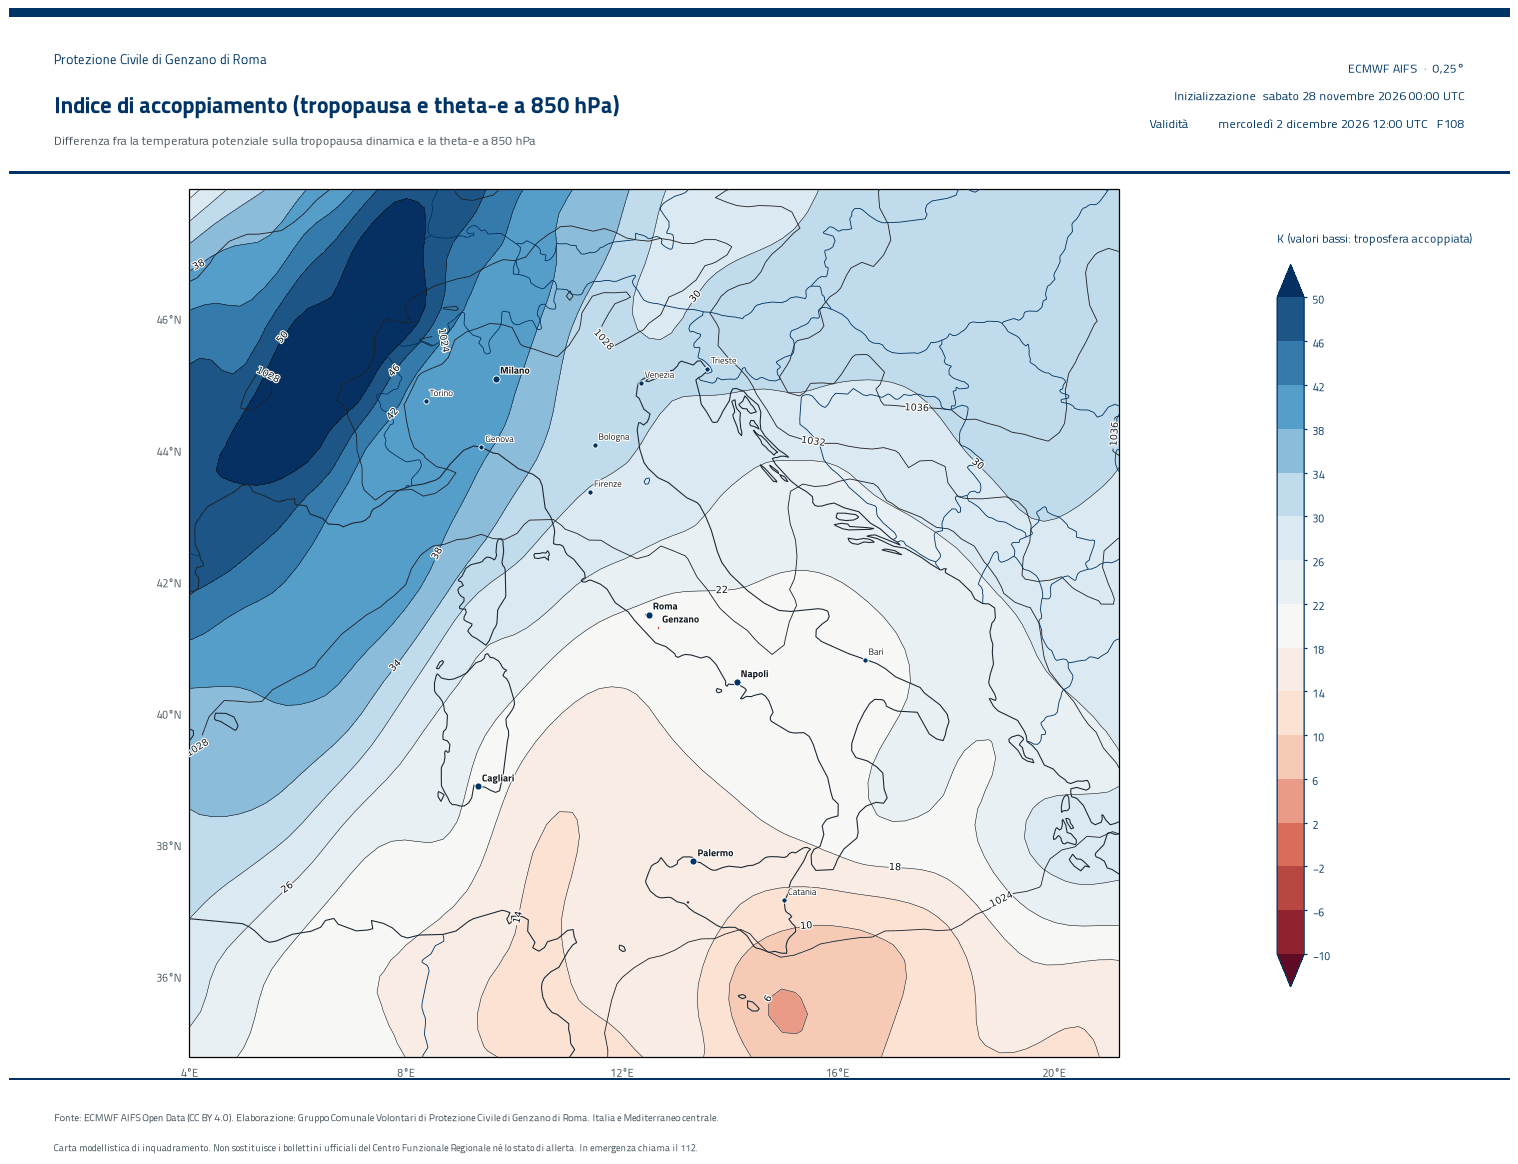 Protezione Civile di Genzano di Roma
Indice di accoppiamento (tropopausa e theta-e a 850 hPa)
Differenza fra la temperatura potenziale sulla tropopausa dinamica e la theta-e a 850 hPa
ECMWF AIFS · 0,25°
Inizializzazione sabato 28 novembre 2026 00:00 UTC
Validità mercoledì 2 dicembre 2026 12:00 UTC F108
K (valori bassi: troposfera accoppiata)
50
46
42
38
34
30
26
22
18
14
10
6
2
−2
−6
−10
46°N
44°N
42°N
40°N
38°N
36°N
4°E
8°E
12°E
16°E
20°E
38
50
1028
1024
46
42
1028
30
1036
1032
30
1036
38
34
22
1028
26
14
18
1024
10
6
Milano
Torino
Genova
Venezia
Trieste
Bologna
Firenze
Roma
Genzano
Napoli
Bari
Cagliari
Palermo
Catania
Fonte: ECMWF AIFS Open Data (CC BY 4.0). Elaborazione: Gruppo Comunale Volontari di Protezione Civile di Genzano di Roma. Italia e Mediterraneo centrale.
Carta modellistica di inquadramento. Non sostituisce i bollettini ufficiali del Centro Funzionale Regionale né lo stato di allerta. In emergenza chiama il 112.